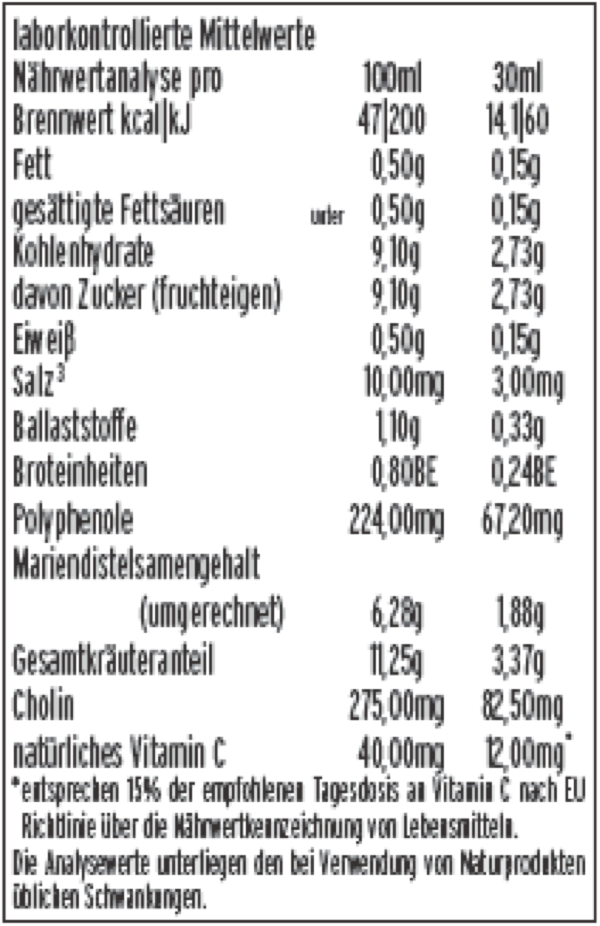 laborkontrollierte Mittelwerte
Nährwertanalyse pro 100ml 30ml
Brennwert kcal|kJ 47|200 14,1|60
Fett 0,50g 0,15g
gesättigte Fettsäuren unter 0,50g 0,15g
Kohlenhydrate 9,10g 2,73g
davon Zucker (fruchteigen) 9,10g 2,73g
Eiweiß 0,50g 0,15g
Salz³ 10,00mg 3,00mg
Ballaststoffe 1,10g 0,33g
Broteinheiten 0,80BE 0,24BE
Polyphenole 224,00mg 67,20mg
Mariendistelsamengehalt
(umgerechnet) 6,28g 1,88g
Gesamtkräuteranteil 11,25g 3,37g
Cholin 275,00mg 82,50mg
natürliches Vitamin C 40,00mg 12,00mg*
*entsprechen 15% der empfohlenen Tagesdosis an Vitamin C nach EU
Richtlinie über die Nährwertkennzeichnung von Lebensmitteln.
Die Analysewerte unterliegen den bei Verwendung von Naturprodukten
üblichen Schwankungen.